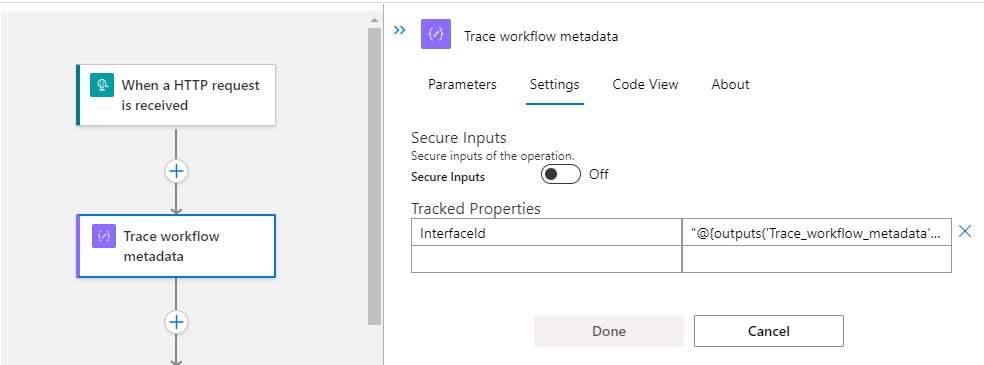 When a HTTP request
is received
Trace workflow
metadata
Trace workflow metadata
Parameters Settings Code View About
Secure Inputs
Secure inputs of the operation.
Secure Inputs Off
Tracked Properties
InterfaceId "@{outputs('Trace_workflow_metadata'...
Done Cancel